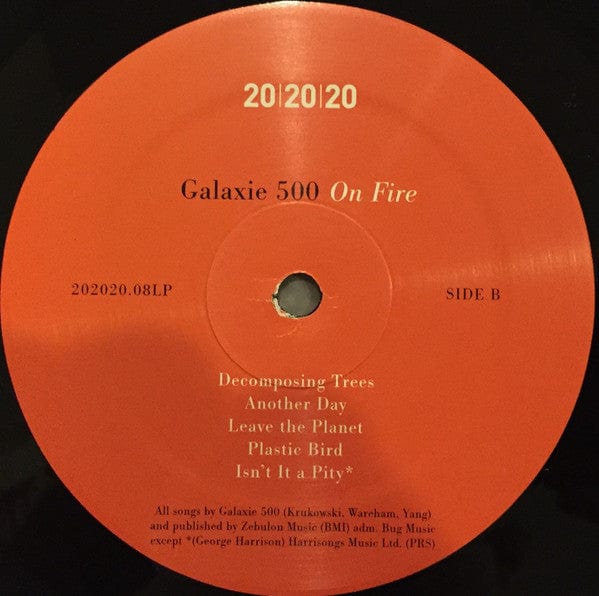 20|20|20
Galaxie 500 On Fire
202020.08LP
SIDE B
Decomposing Trees
Another Day
Leave the Planet
Plastic Bird
Isn't It a Pity*
All songs by Galaxie 500 (Krukowski, Wareham, Yang)
and published by Zebulon Music (BMI) adm. Bug Music
except *(George Harrison) Harrisongs Music Ltd. (PRS)